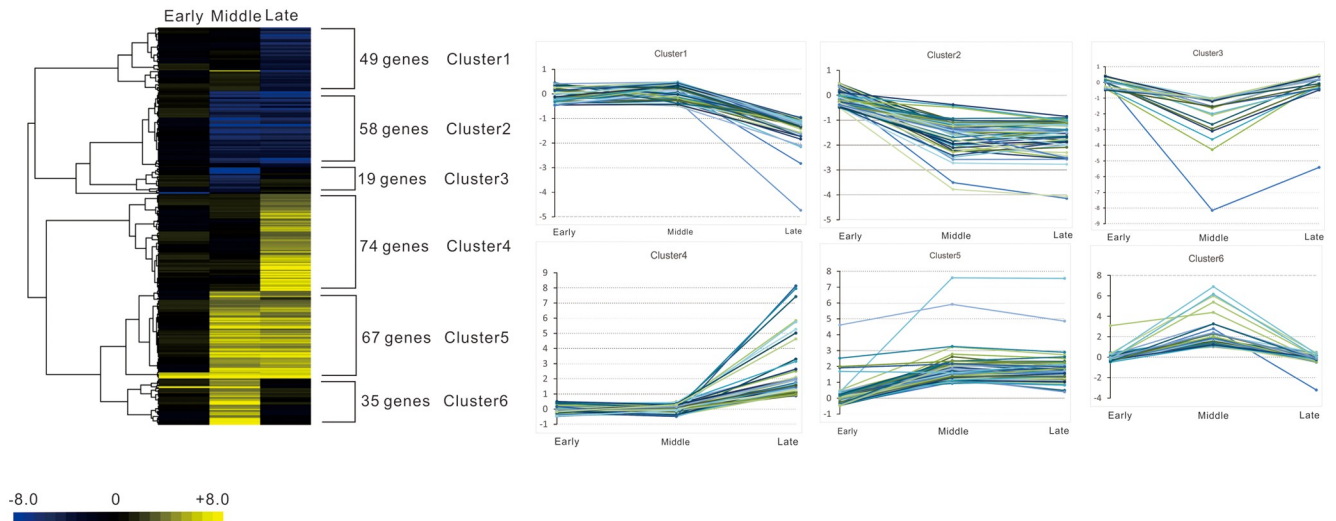 Early Middle Late
49 genes Cluster1
58 genes Cluster2
19 genes Cluster3
74 genes Cluster4
67 genes Cluster5
35 genes Cluster6
-8.0 0 +8.0
Cluster1
1
0
-1
-2
-3
-4
-5
Early Middle Late
Cluster2
1
0
-1
-2
-3
-4
-5
Early Middle Late
Cluster3
1
0
-1
-2
-3
-4
-5
-6
-7
-8
-9
Early Middle Late
Cluster4
9
8
7
6
5
4
3
2
1
0
-1
Early Middle Late
Cluster5
8
7
6
5
4
3
2
1
0
-1
Early Middle Late
Cluster6
8
6
4
2
0
-2
-4
Early Middle Late